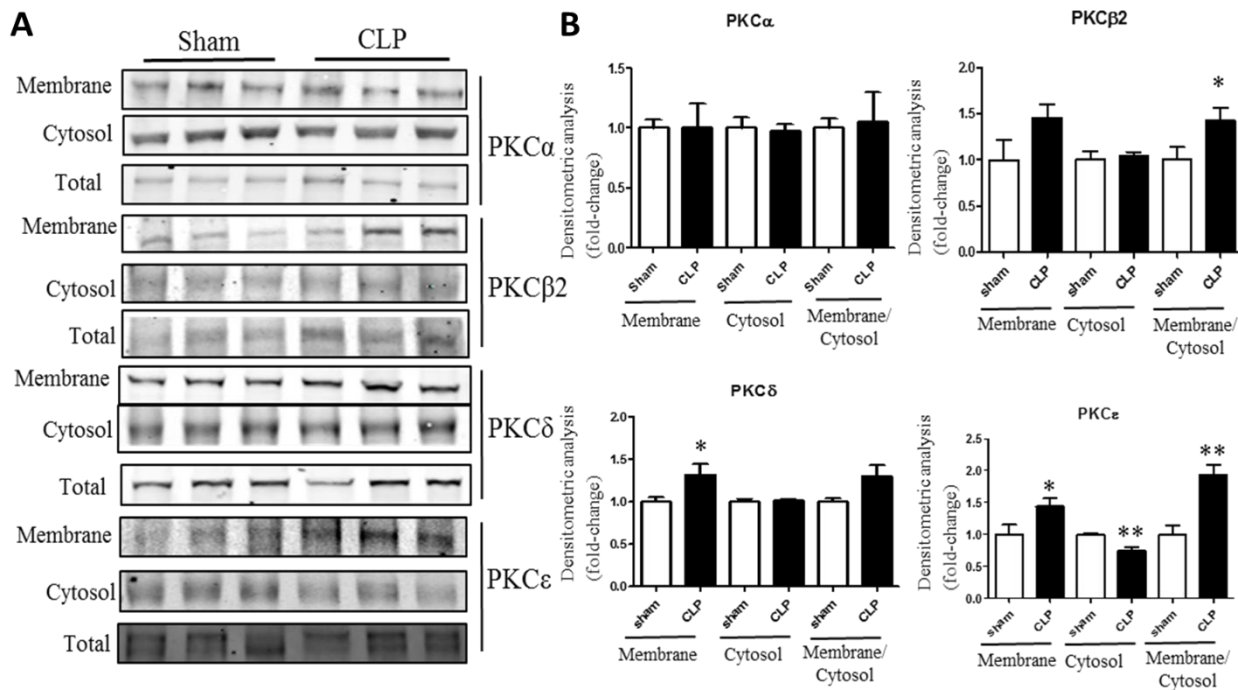 A
Sham CLP
Membrane
Cytosol
Total
PKCα
Membrane
Cytosol
Total
PKCβ2
Membrane
Cytosol
Total
PKCδ
Membrane
Cytosol
Total
PKCε
B
PKCα
Densitometric analysis
(fold-change)
1.5
1.0
0.5
0.0
Sham CLP Sham CLP Sham CLP
Membrane Cytosol Membrane/
Cytosol
PKCβ2
Densitometric analysis
(fold-change)
2.0
1.5
1.0
0.5
0.0
*
sham CLP sham CLP sham CLP
Membrane Cytosol Membrane/
Cytosol
PKCδ
Densitometric analysis
(fold-change)
2.0
1.5
1.0
0.5
0.0
*
sham CLP sham CLP sham CLP
Membrane Cytosol Membrane/
Cytosol
PKCε
Densitometric analysis
(fold-change)
2.5
2.0
1.5
1.0
0.5
0.0
* ** **
sham CLP sham CLP sham CLP
Membrane Cytosol Membrane/
Cytosol